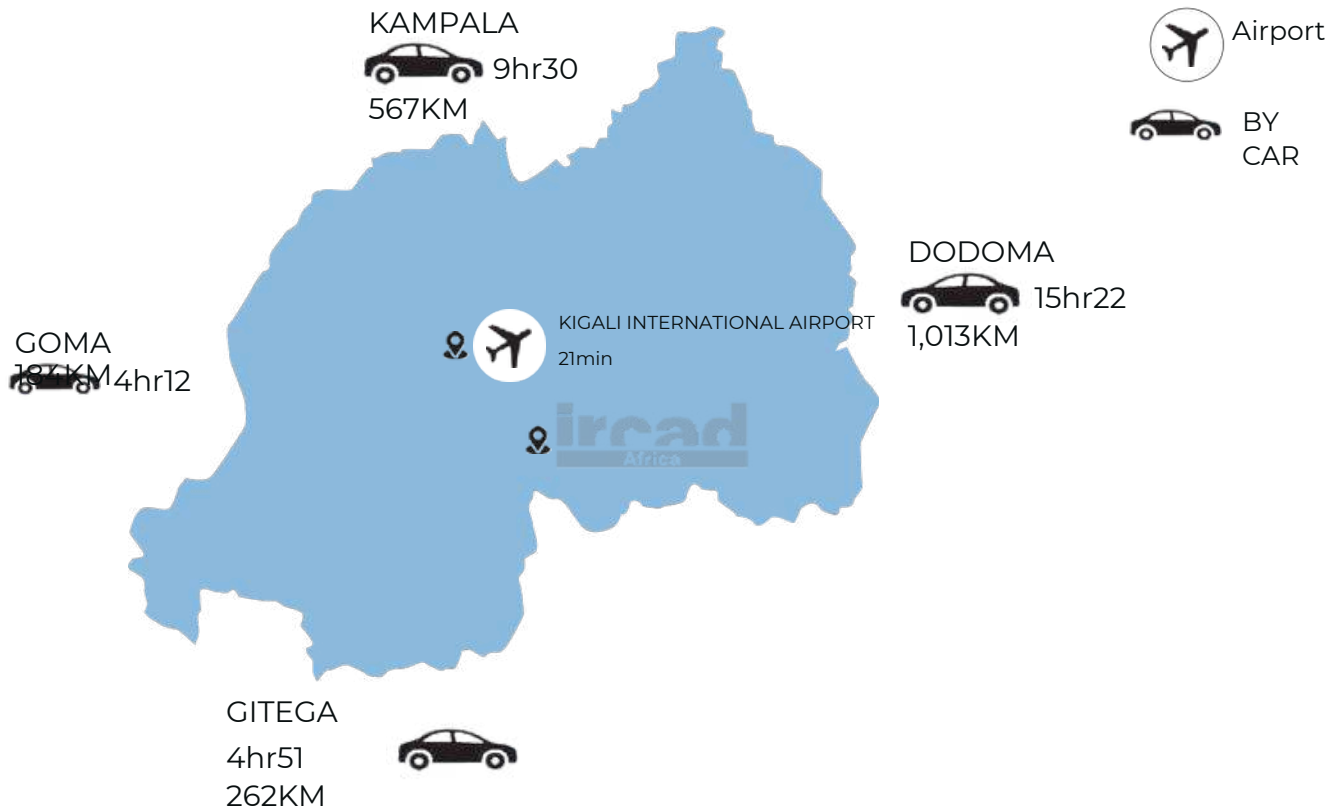 KAMPALA
9hr30
567KM
Airport
BY
CAR
DODOMA
15hr22
1,013KM
KIGALI INTERNATIONAL AIRPORT
21min
GOMA
184KM 4hr12
ircad
Africa
GITEGA
4hr51
262KM